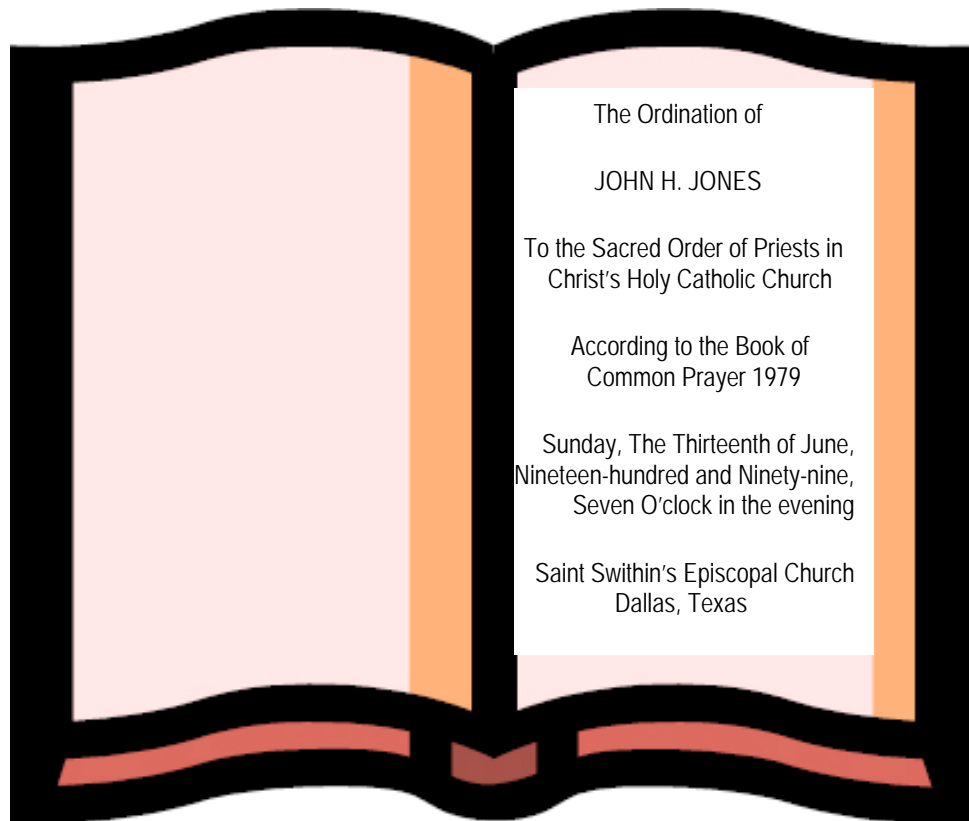 The Ordination of
JOHN H. JONES
To the Sacred Order of Priests in
Christ's Holy Catholic Church
According to the Book of
Common Prayer 1979
Sunday, The Thirteenth of June,
Nineteen-hundred and Ninety-nine,
Seven O'clock in the evening
Saint Swithin's Episcopal Church
Dallas, Texas